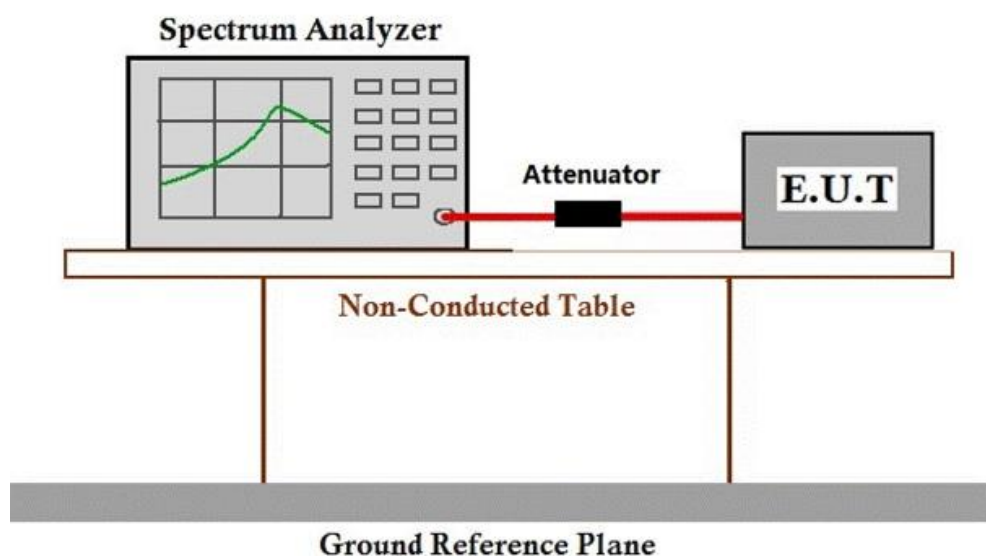 Spectrum Analyzer
Attenuator
E.U.T
Non-Conducted Table
Ground Reference Plane